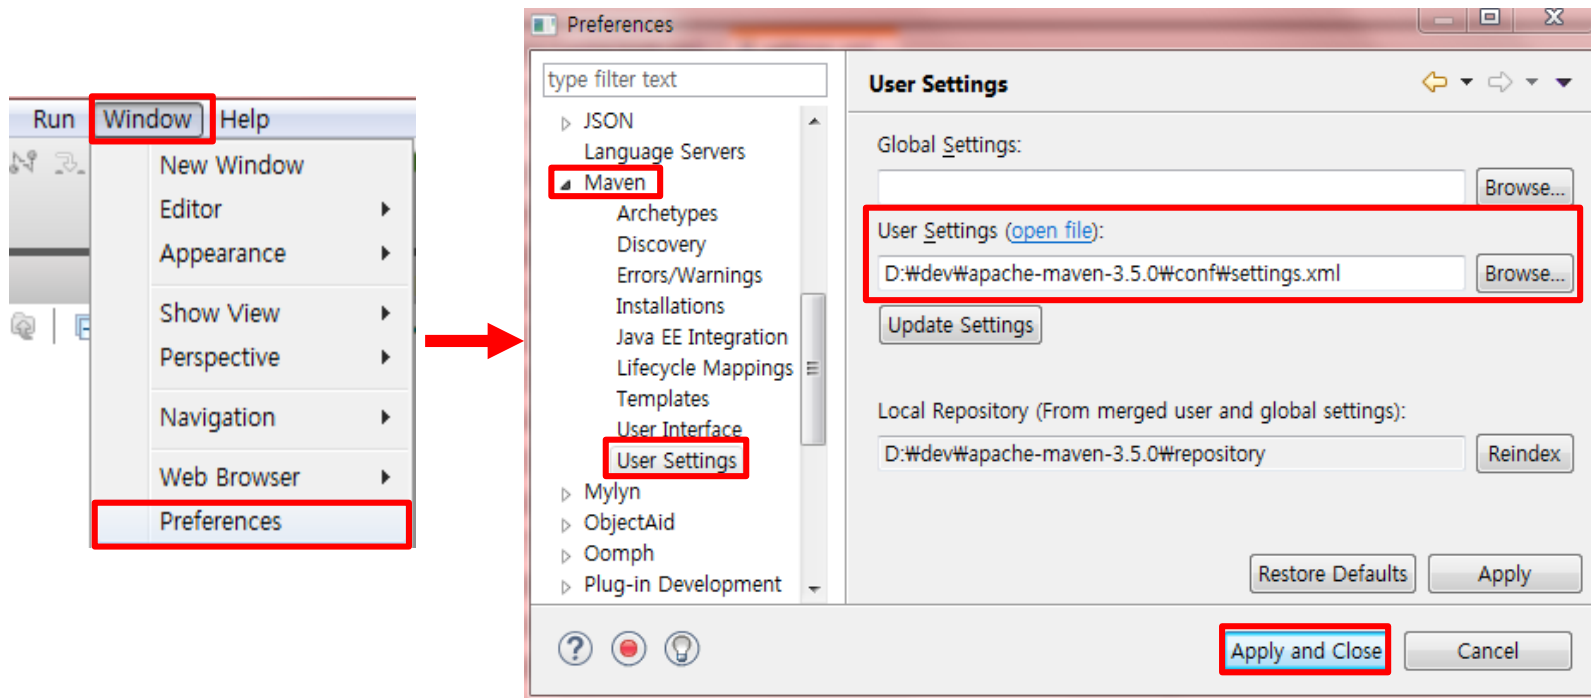 Run Window Help
New Window
Editor
Appearance
Show View
Perspective
Navigation
Web Browser
Preferences
Preferences
type filter text
JSON
Language Servers
Maven
Archetypes
Discovery
Errors/Warnings
Installations
Java EE Integration
Lifecycle Mappings
Templates
User Interface
User Settings
Mylyn
ObjectAid
Oomph
Plug-in Development
User Settings
Global Settings:
Browse...
User Settings (open file):
D:₩dev₩apache-maven-3.5.0₩conf₩settings.xml Browse...
Update Settings
Local Repository (From merged user and global settings):
D:₩dev₩apache-maven-3.5.0₩repository Reindex
Restore Defaults Apply
Apply and Close Cancel